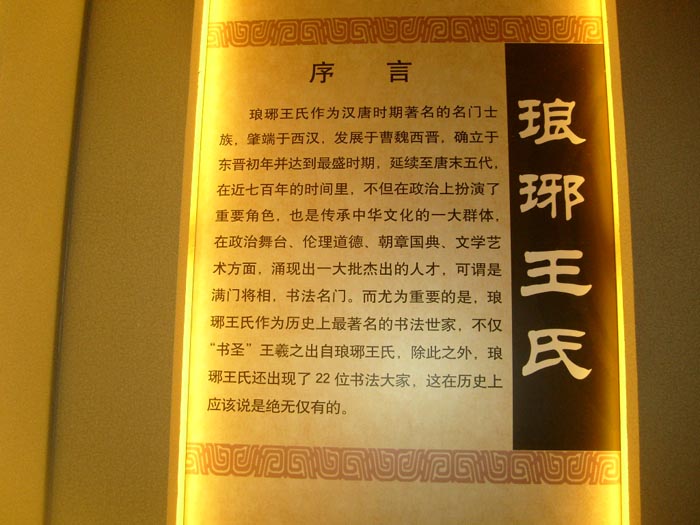 序 言
琅琊王氏作为汉唐时期著名的名门士
族，肇端于西汉，发展于曹魏西晋，确立于
东晋初年并达到最盛时期，延续至唐末五代，
在近七百年的时间里，不但在政治上扮演了
重要角色，也是传承中华文化的一大群体，
在政治舞台、伦理道德、朝章国典、文学艺
术方面，涌现出一大批杰出的人才，可谓是
满门将相，书法名门。而尤为重要的是，琅
琊王氏作为历史上最著名的书法世家，不仅
“书圣”王羲之出自琅琊王氏，除此之外，琅
琊王氏还出现了 22 位书法大家，这在历史上
应该说是绝无仅有的。
琅琊王氏